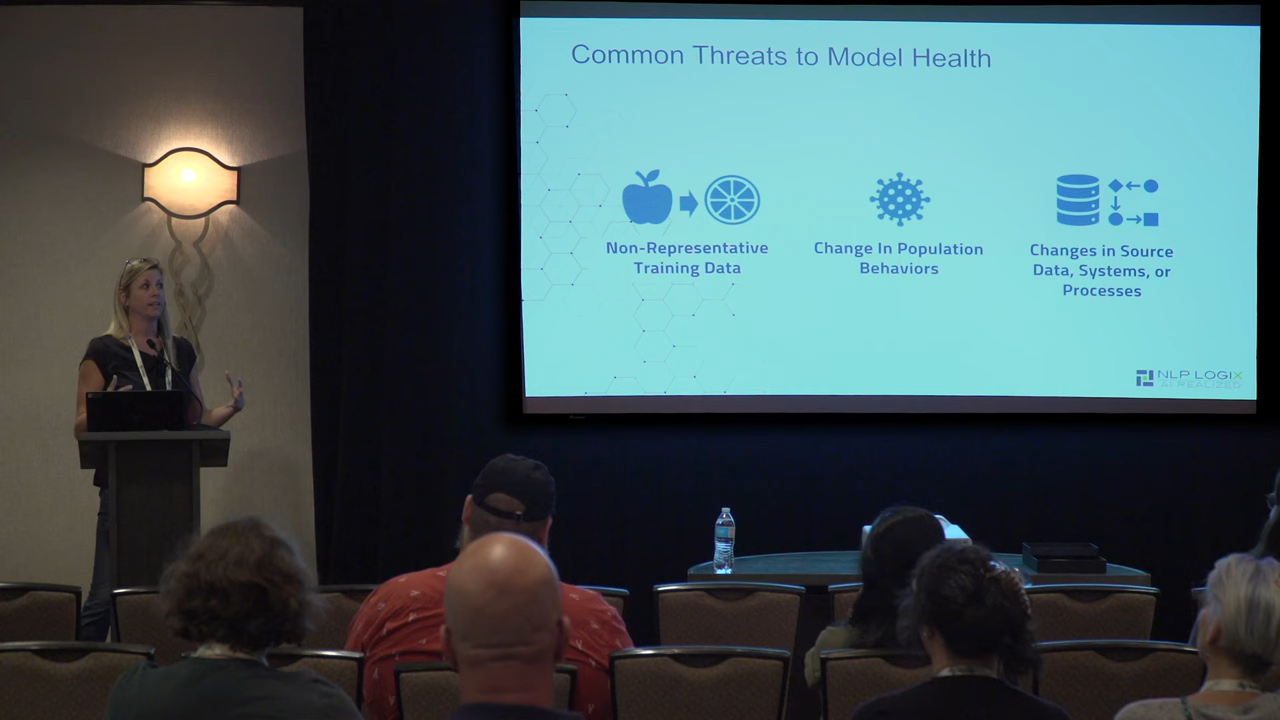 Common Threats to Model Health
Non-Representative
Training Data
Change In Population
Behaviors
Changes in Source
Data, Systems, or
Processes
NLP LOGIX
AI REALIZED